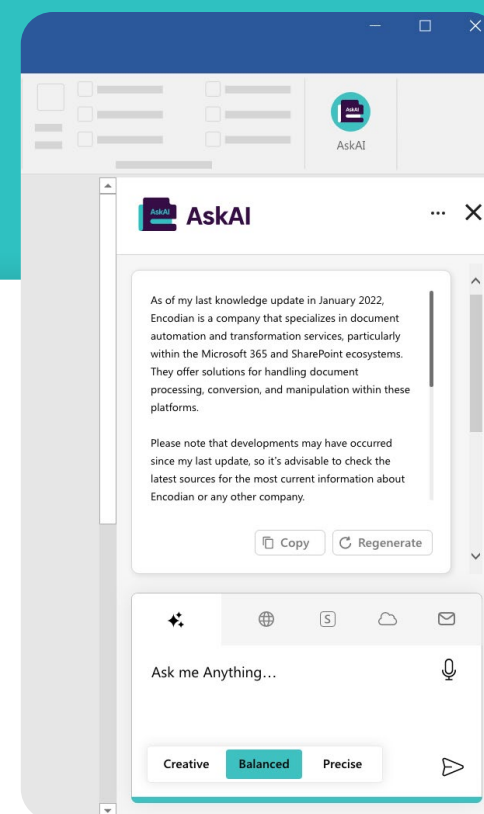 AskAI
AskAI
AskAI
AskAI
As of my last knowledge update in January 2022,
Encodian is a company that specializes in document
automation and transformation services, particularly
within the Microsoft 365 and SharePoint ecosystems.
They offer solutions for handling document
processing, conversion, and manipulation within these
platforms.
Please note that developments may have occurred
since my last update, so it's advisable to check the
latest sources for the most current information about
Encodian or any other company.
Copy Regenerate
S
Ask me Anything...
Creative Balanced Precise